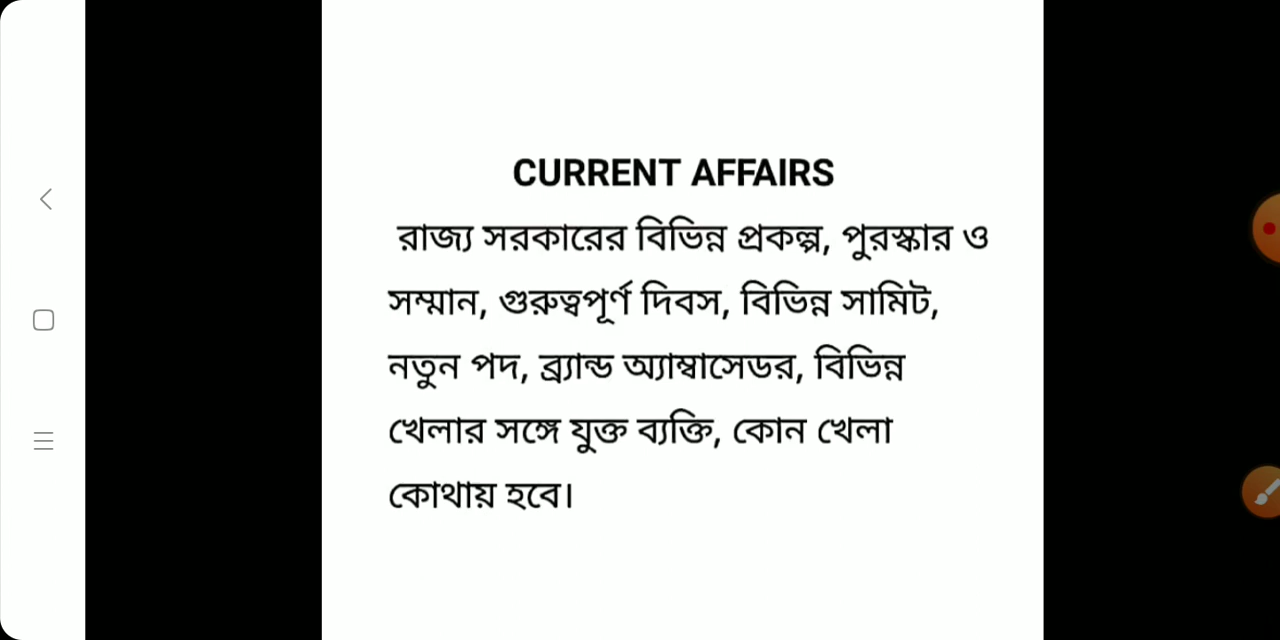 CURRENT AFFAIRS
রাজ্য সরকারের বিভিন্ন প্রকল্প, পুরস্কার ও
সম্মান, গুরুত্বপূর্ণ দিবস, বিভিন্ন সামিট,
নতুন পদ, ব্র্যান্ড অ্যাম্বাসেডর, বিভিন্ন
খেলার সঙ্গে যুক্ত ব্যক্তি, কোন খেলা
কোথায় হবে।